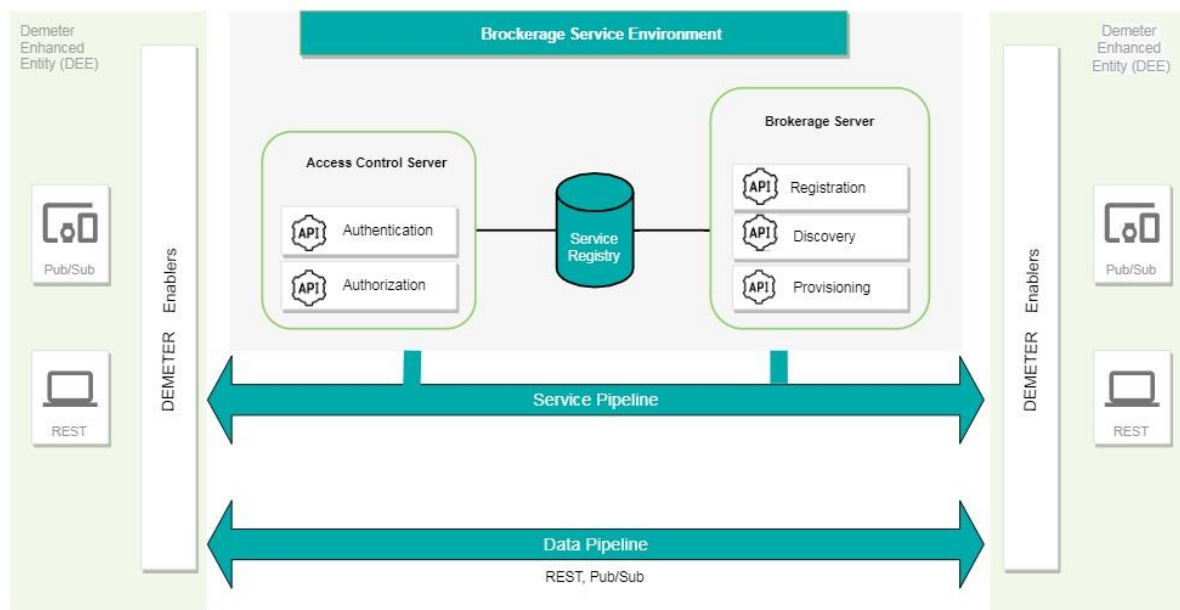 Demeter
Enhanced
Entity (DEE)
Pub/Sub
REST
DEMETER Enablers
Brockerage Service Environment
Access Control Server
API Authentication
API Authorization
Service
Registry
Brokerage Server
API Registration
API Discovery
API Provisioning
Service Pipeline
Data Pipeline
REST, Pub/Sub
DEMETER Enablers
Demeter
Enhanced
Entity (DEE)
Pub/Sub
REST